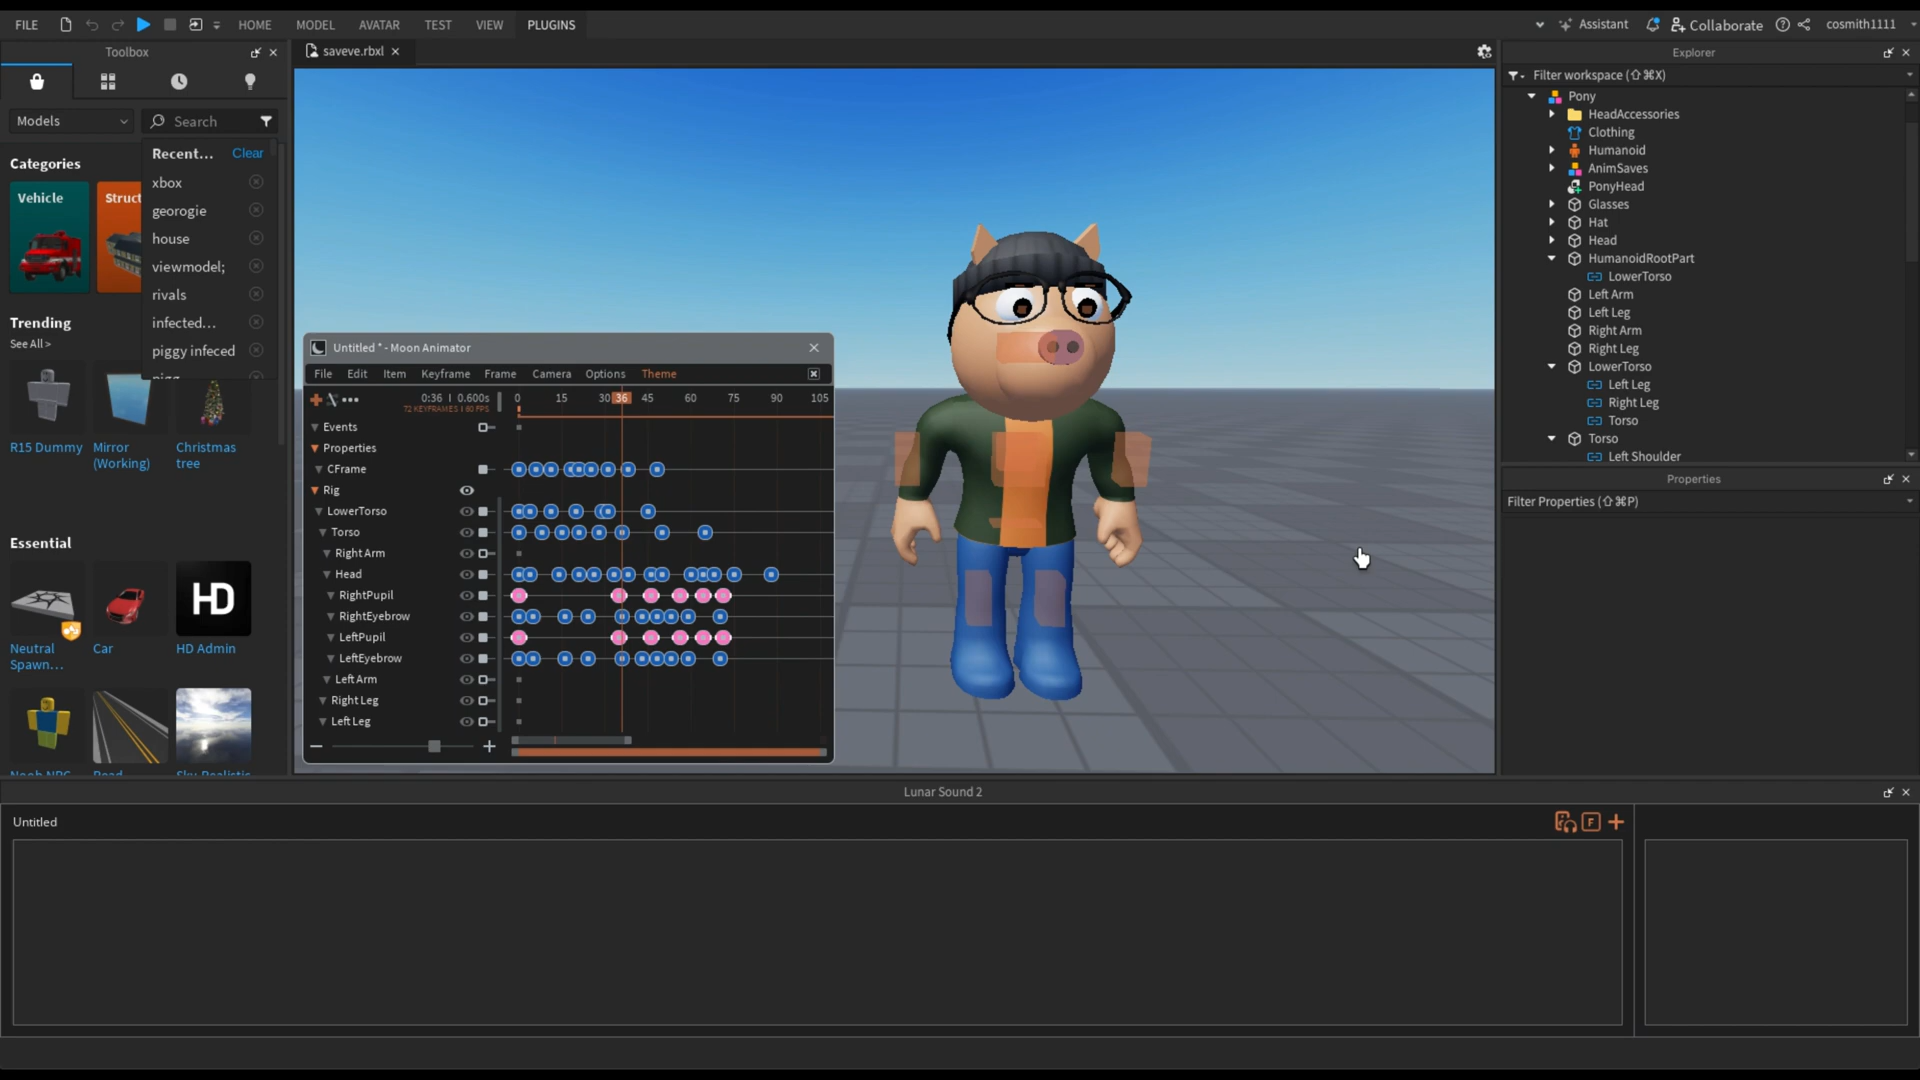 FILE HOME MODEL AVATAR TEST VIEW PLUGINS Assistant Collaborate cosmith1111
Toolbox
saveve.rbxl
Models
Search
Categories
Vehicle
Struct
Recent... Clear
xbox
georogie
house
viewmodel;
rivals
infected...
piggy infeced
Trending
See All >
R15 Dummy
Mirror (Working)
Christmas tree
Essential
HD
Neutral Spawn...
Car
HD Admin
Untitled * - Moon Animator
File Edit Item Keyframe Frame Camera Options Theme
0:36 | 0.600s
72 KEYFRAMES | 60 FPS
0 15 30 36 45 60 75 90 105
Events
Properties
CFrame
Rig
LowerTorso
Torso
Right Arm
Head
RightPupil
RightEyebrow
LeftPupil
LeftEyebrow
Left Arm
Right Leg
Left Leg
Explorer
Filter workspace (⇧⌘X)
Pony
HeadAccessories
Clothing
Humanoid
AnimSaves
PonyHead
Glasses
Hat
Head
HumanoidRootPart
LowerTorso
Left Arm
Left Leg
Right Arm
Right Leg
LowerTorso
Left Leg
Right Leg
Torso
Torso
Left Shoulder
Properties
Filter Properties (⇧⌘P)
Lunar Sound 2
Untitled
F